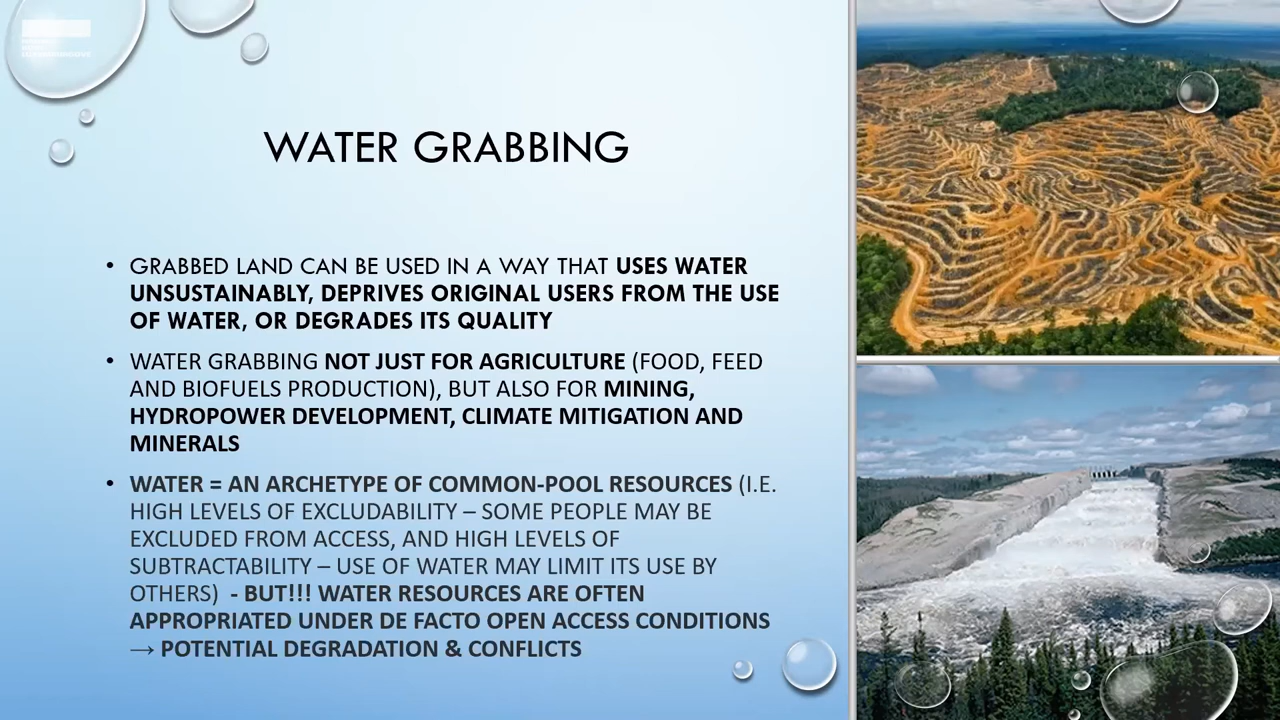 WATER GRABBING
• GRABBED LAND CAN BE USED IN A WAY THAT USES WATER
UNSUSTAINABLY, DEPRIVES ORIGINAL USERS FROM THE USE
OF WATER, OR DEGRADES ITS QUALITY
• WATER GRABBING NOT JUST FOR AGRICULTURE (FOOD, FEED
AND BIOFUELS PRODUCTION), BUT ALSO FOR MINING,
HYDROPOWER DEVELOPMENT, CLIMATE MITIGATION AND
MINERALS
• WATER = AN ARCHETYPE OF COMMON-POOL RESOURCES (I.E.
HIGH LEVELS OF EXCLUDABILITY – SOME PEOPLE MAY BE
EXCLUDED FROM ACCESS, AND HIGH LEVELS OF
SUBTRACTABILITY – USE OF WATER MAY LIMIT ITS USE BY
OTHERS) - BUT!!! WATER RESOURCES ARE OFTEN
APPROPRIATED UNDER DE FACTO OPEN ACCESS CONDITIONS
→ POTENTIAL DEGRADATION & CONFLICTS